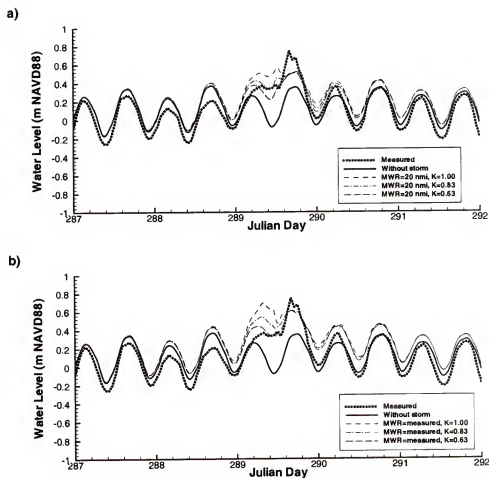 a)
1
0.8
0.6
0.4
0.2
0
-0.2
-0.4
-0.6
-0.8
-1
Water Level (m NAVD88)
Measured
Without storm
MWR=20 nmi, K=1.00
MWR=20 nmi, K=0.83
MWR=20 nmi, K=0.63
287 288 289 290 291 292
Julian Day
b)
1
0.8
0.6
0.4
0.2
0
-0.2
-0.4
-0.6
-0.8
-1
Water Level (m NAVD88)
Measured
Without storm
MWR=measured, K=1.00
MWR=measured, K=0.83
MWR=measured, K=0.63
287 288 289 290 291 292
Julian Day